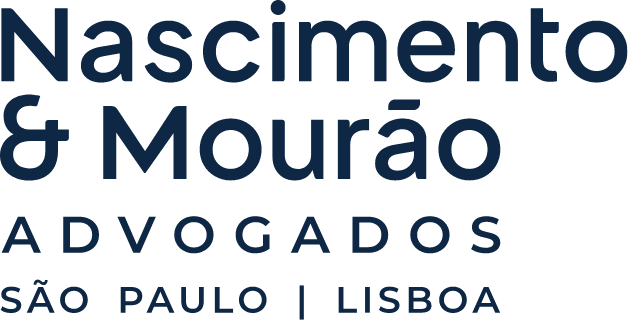 Nascimento
& Mourão
ADVOGADOS
SÃO PAULO | LISBOA